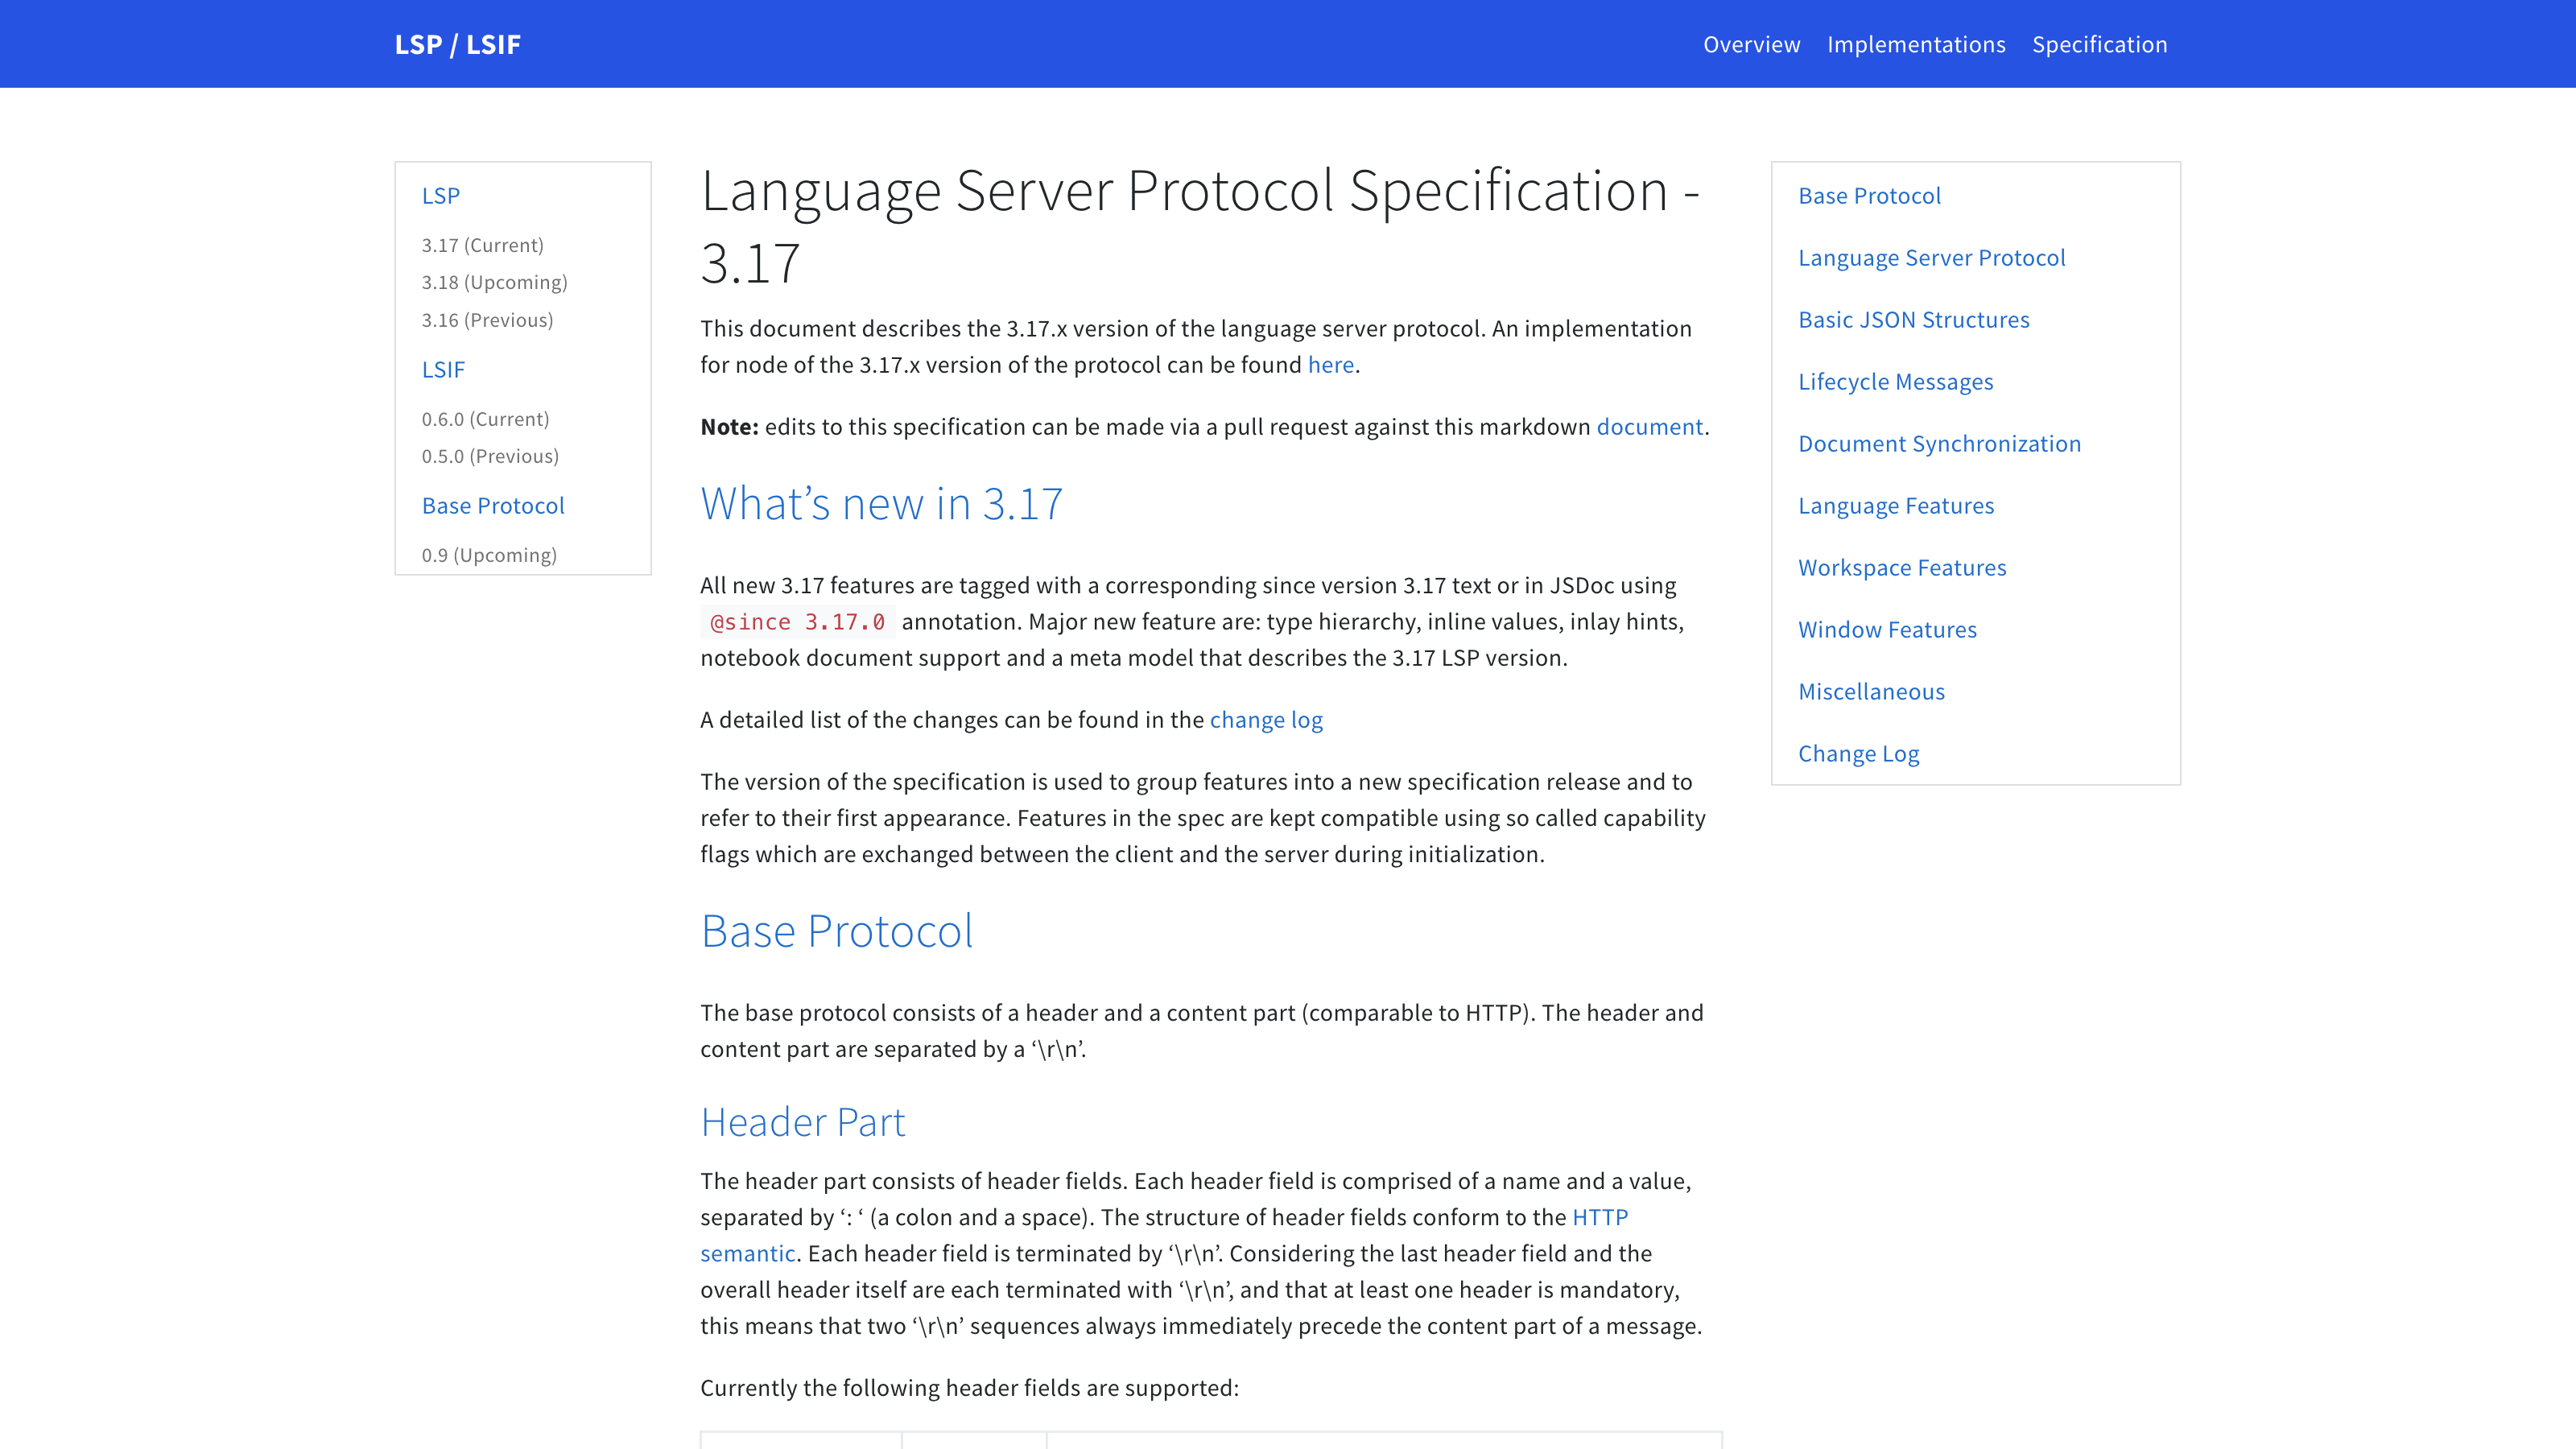 LSP / LSIF
Overview
Implementations
Specification
LSP
3.17 (Current)
3.18 (Upcoming)
3.16 (Previous)
LSIF
0.6.0 (Current)
0.5.0 (Previous)
Base Protocol
0.9 (Upcoming)
Language Server Protocol Specification -
3.17
This document describes the 3.17.x version of the language server protocol. An implementation
for node of the 3.17.x version of the protocol can be found here.
Note: edits to this specification can be made via a pull request against this markdown document.
What’s new in 3.17
All new 3.17 features are tagged with a corresponding since version 3.17 text or in JSDoc using
@since 3.17.0 annotation. Major new feature are: type hierarchy, inline values, inlay hints,
notebook document support and a meta model that describes the 3.17 LSP version.
A detailed list of the changes can be found in the change log
The version of the specification is used to group features into a new specification release and to
refer to their first appearance. Features in the spec are kept compatible using so called capability
flags which are exchanged between the client and the server during initialization.
Base Protocol
The base protocol consists of a header and a content part (comparable to HTTP). The header and
content part are separated by a ‘\r\n’.
Header Part
The header part consists of header fields. Each header field is comprised of a name and a value,
separated by ‘: ‘ (a colon and a space). The structure of header fields conform to the HTTP
semantic. Each header field is terminated by ‘\r\n’. Considering the last header field and the
overall header itself are each terminated with ‘\r\n’, and that at least one header is mandatory,
this means that two ‘\r\n’ sequences always immediately precede the content part of a message.
Currently the following header fields are supported:
Base Protocol
Language Server Protocol
Basic JSON Structures
Lifecycle Messages
Document Synchronization
Language Features
Workspace Features
Window Features
Miscellaneous
Change Log